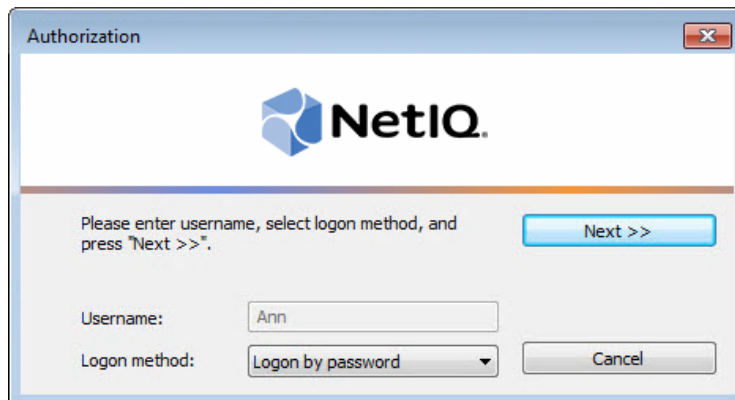 Authorization
NetIQ.
Please enter username, select logon method, and
press "Next >>".
Next >>
Username:
Ann
Logon method:
Logon by password
Cancel